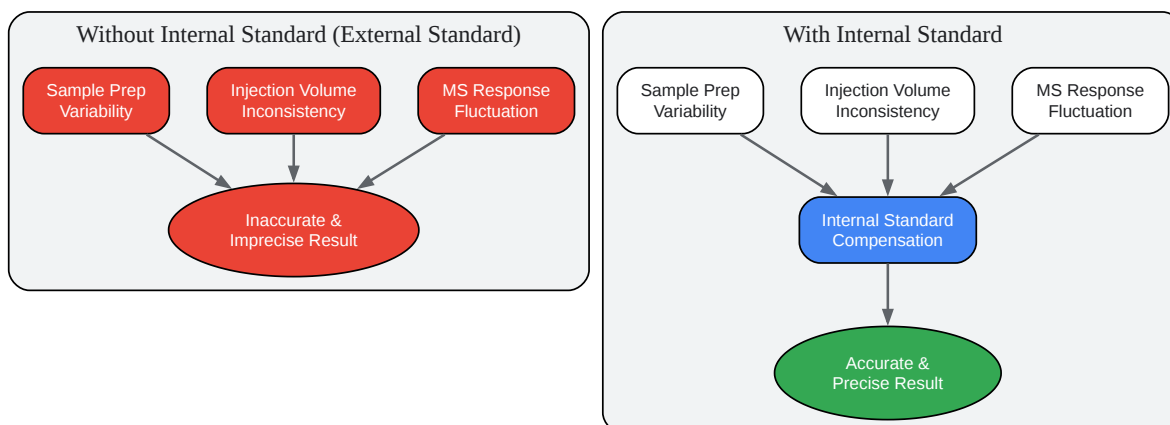 Without Internal Standard (External Standard)
Sample Prep
Variability
Injection Volume
Inconsistency
MS Response
Fluctuation
Inaccurate &
Imprecise Result
With Internal Standard
Sample Prep
Variability
Injection Volume
Inconsistency
MS Response
Fluctuation
Internal Standard
Compensation
Accurate &
Precise Result